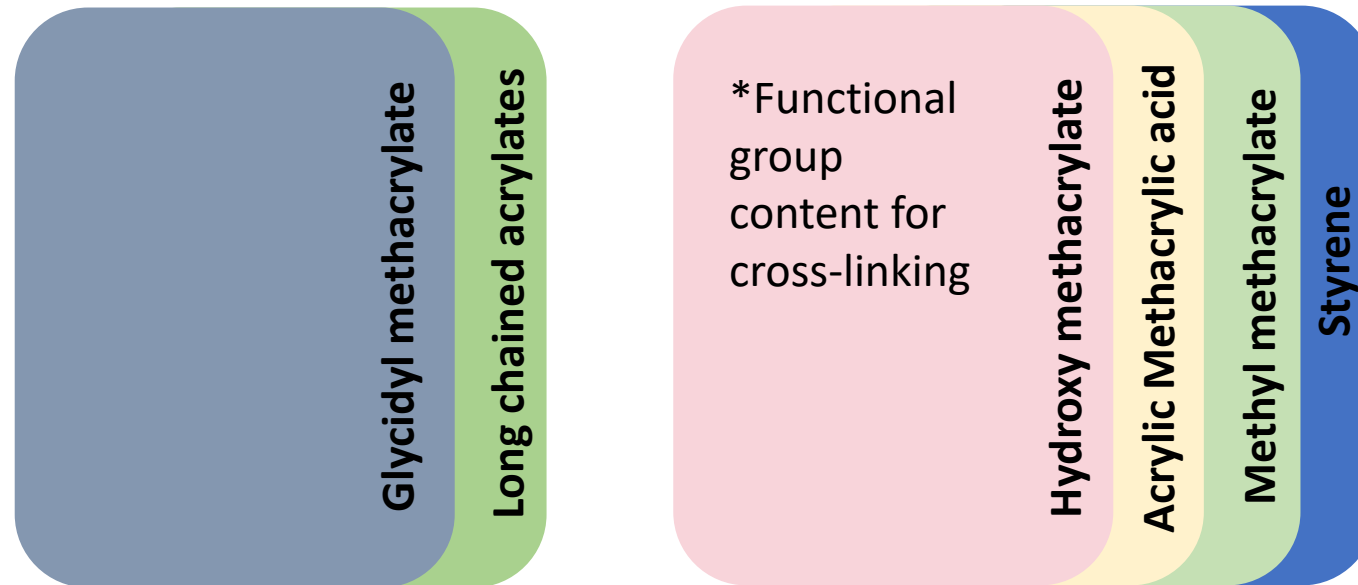 Glycidyl methacrylate
Long chained acrylates
*Functional
group
content for
cross-linking
Hydroxy methacrylate
Acrylic Methacrylic acid
Methyl methacrylate
Styrene